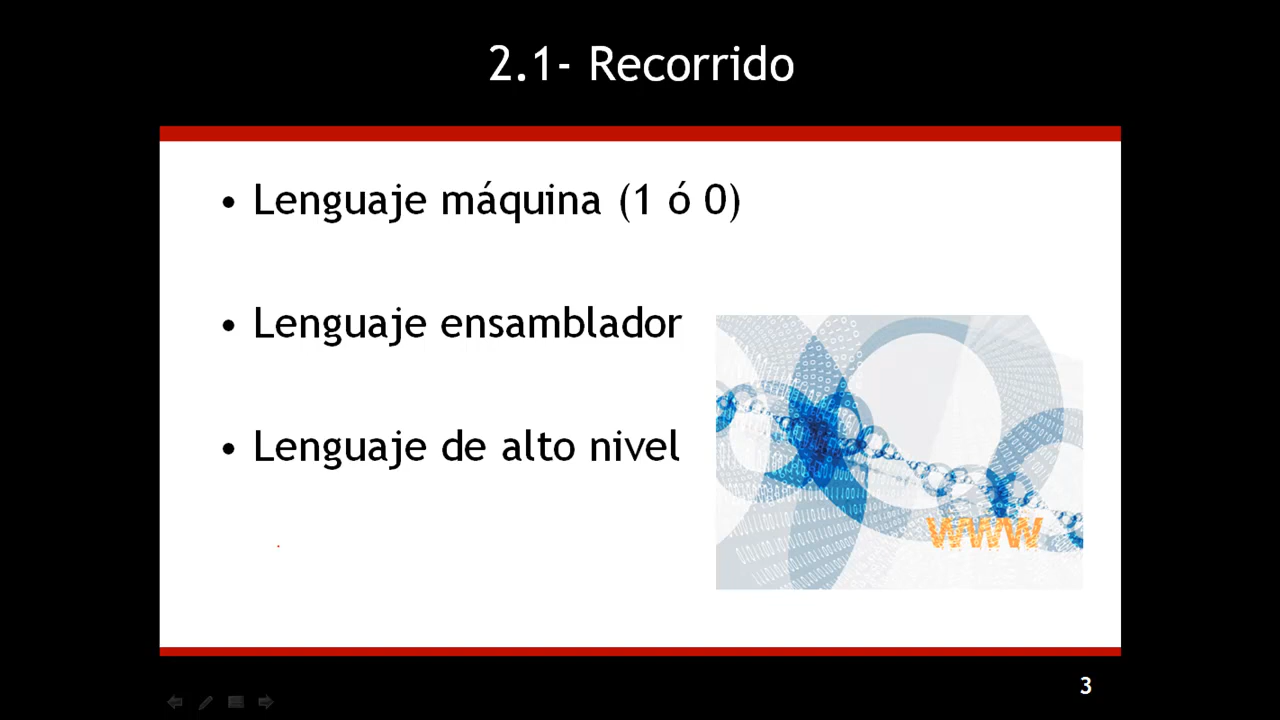 2.1- Recorrido
• Lenguaje máquina (1 ó 0)
• Lenguaje ensamblador
• Lenguaje de alto nivel
www
3